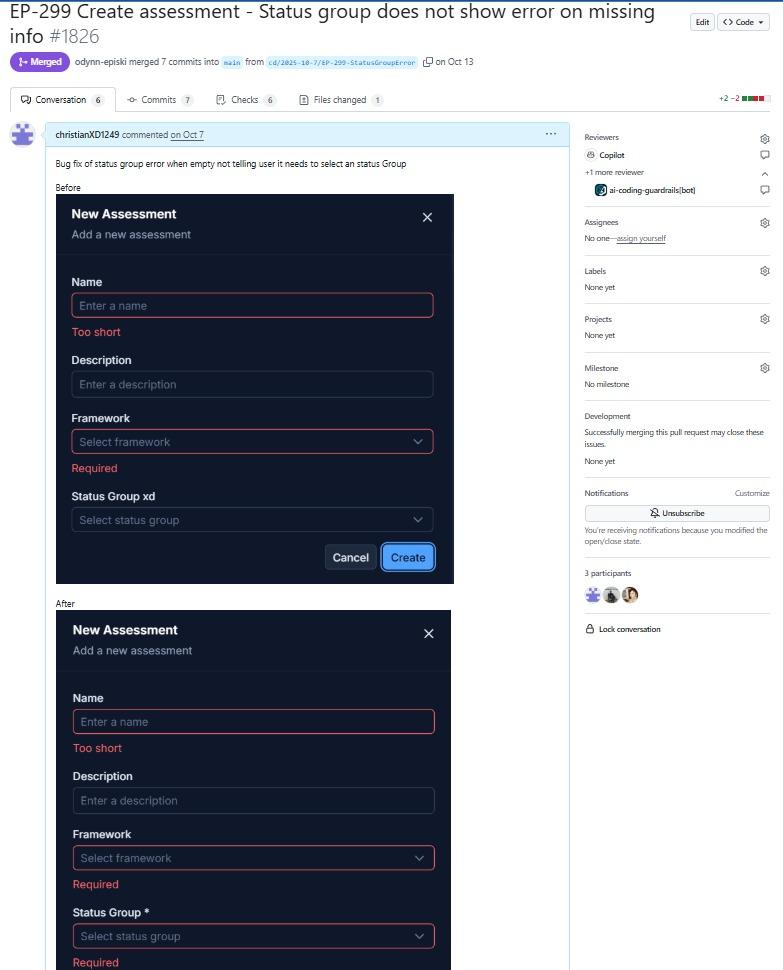 EP-299 Create assessment - Status group does not show error on missing
info #1826
Edit
Code
Merged
odynn-episki merged 7 commits into main from cd/2025-10-7/EP-299-StatusGroupError on Oct 13
Conversation 6
Commits 7
Checks 6
Files changed 1
+2 −2
christianXD1249 commented on Oct 7
Bug fix of status group error when empty not telling user it needs to select an status Group
Before
New Assessment
Add a new assessment
Name
Enter a name
Too short
Description
Enter a description
Framework
Select framework
Required
Status Group xd
Select status group
Cancel
Create
After
New Assessment
Add a new assessment
Name
Enter a name
Too short
Description
Enter a description
Framework
Select framework
Required
Status Group *
Select status group
Required
Reviewers
Copilot
+1 more reviewer
ai-coding-guardrails[bot]
Assignees
No one—assign yourself
Labels
None yet
Projects
None yet
Milestone
No milestone
Development
Successfully merging this pull request may close these
issues.
None yet
Notifications
Customize
Unsubscribe
You're receiving notifications because you modified the
open/close state.
3 participants
Lock conversation